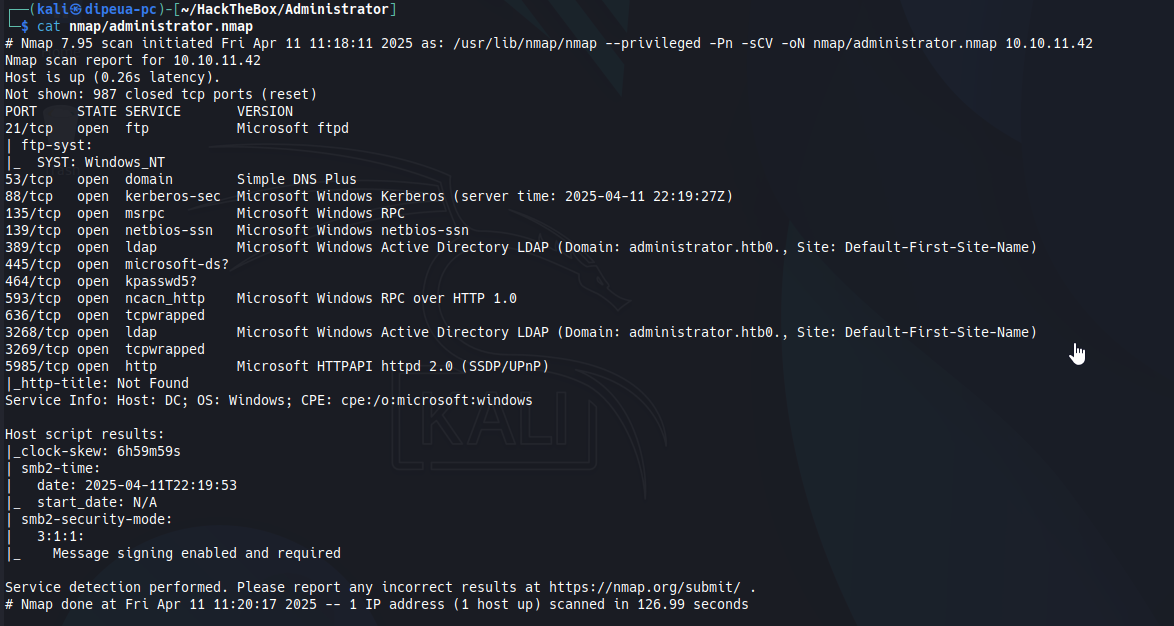 ┌──(kali㉿dipeua-pc)-[~/HackTheBox/Administrator]
└─$ cat nmap/administrator.nmap
# Nmap 7.95 scan initiated Fri Apr 11 11:18:11 2025 as: /usr/lib/nmap/nmap --privileged -Pn -sCV -oN nmap/administrator.nmap 10.10.11.42
Nmap scan report for 10.10.11.42
Host is up (0.26s latency).
Not shown: 987 closed tcp ports (reset)
PORT     STATE SERVICE       VERSION
21/tcp   open  ftp           Microsoft ftpd
| ftp-syst:
|_  SYST: Windows_NT
53/tcp   open  domain        Simple DNS Plus
88/tcp   open  kerberos-sec  Microsoft Windows Kerberos (server time: 2025-04-11 22:19:27Z)
135/tcp  open  msrpc         Microsoft Windows RPC
139/tcp  open  netbios-ssn   Microsoft Windows netbios-ssn
389/tcp  open  ldap          Microsoft Windows Active Directory LDAP (Domain: administrator.htb0., Site: Default-First-Site-Name)
445/tcp  open  microsoft-ds?
464/tcp  open  kpasswd5?
593/tcp  open  ncacn_http    Microsoft Windows RPC over HTTP 1.0
636/tcp  open  tcpwrapped
3268/tcp open  ldap          Microsoft Windows Active Directory LDAP (Domain: administrator.htb0., Site: Default-First-Site-Name)
3269/tcp open  tcpwrapped
5985/tcp open  http          Microsoft HTTPAPI httpd 2.0 (SSDP/UPnP)
|_http-title: Not Found
Service Info: Host: DC; OS: Windows; CPE: cpe:/o:microsoft:windows

Host script results:
|_clock-skew: 6h59m59s
| smb2-time:
|   date: 2025-04-11T22:19:53
|_  start_date: N/A
| smb2-security-mode:
|   3:1:1:
|_    Message signing enabled and required

Service detection performed. Please report any incorrect results at https://nmap.org/submit/ .
# Nmap done at Fri Apr 11 11:20:17 2025 -- 1 IP address (1 host up) scanned in 126.99 seconds
KALI